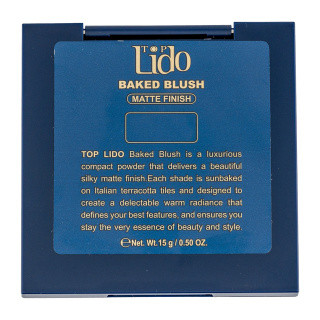 TOP
Lido
BAKED BLUSH
MATTE FINISH
TOP LIDO Baked Blush is a luxurious
compact powder that delivers a beautiful
silky matte finish.Each shade is sunbaked
on Italian terracotta tiles and designed to
create a delectable warm radiance that
defines your best features, and ensures you
stay the very essence of beauty and style.
℮Net. Wt.15 g / 0.50 OZ.